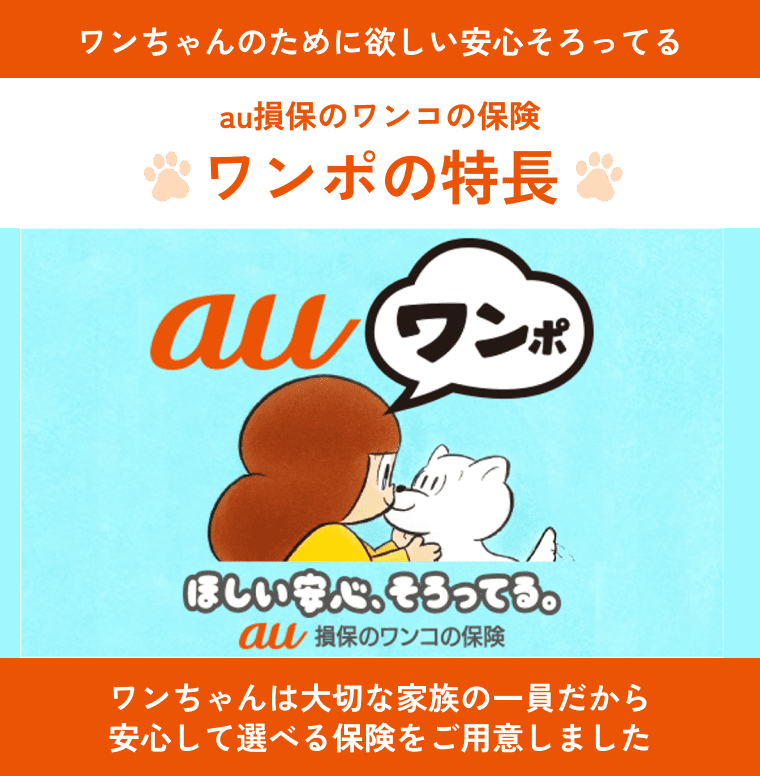 ワンちゃんのために欲しい安心そろってる
au損保のワンコの保険
ワンポの特長
au
ワンポ
ほしい安心、そろってる。
au 損保のワンコの保険
ワンちゃんは大切な家族の一員だから
安心して選べる保険をご用意しました